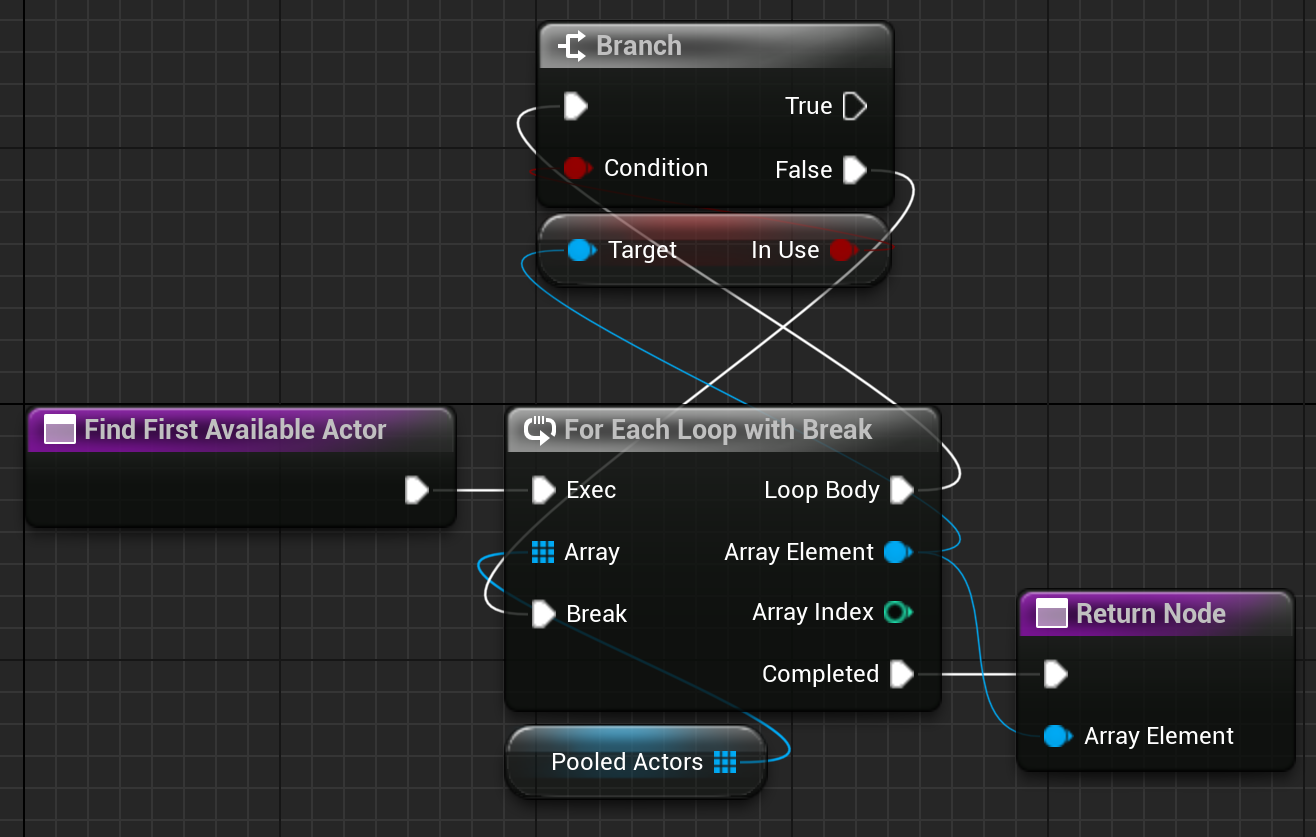 Branch
True
Condition
False
Target
In Use
Find First Available Actor
For Each Loop with Break
Exec
Loop Body
Array
Array Element
Break
Array Index
Completed
Return Node
Array Element
Pooled Actors